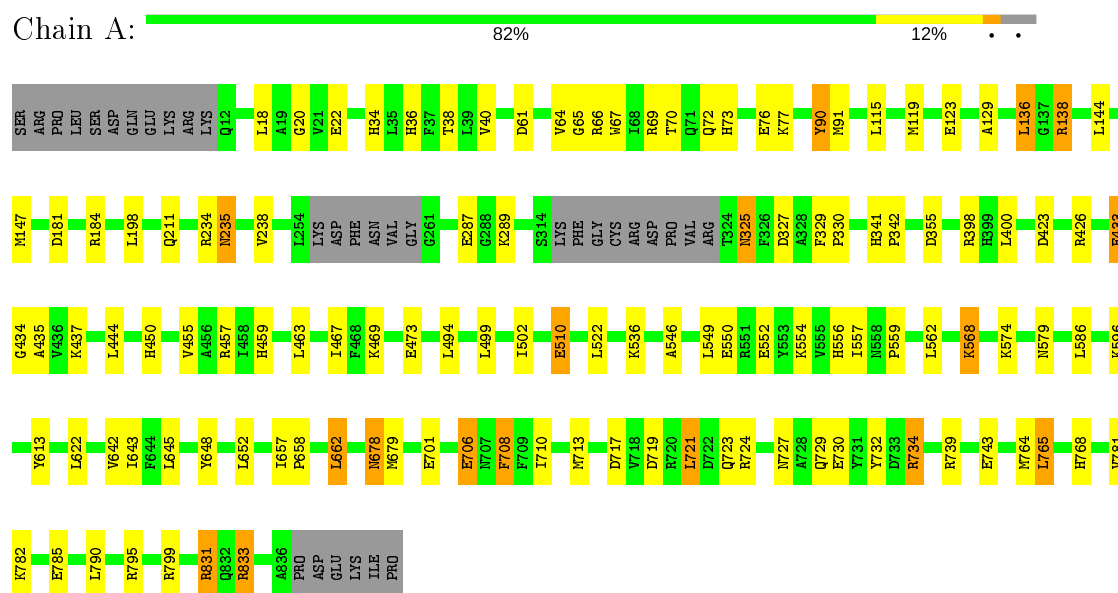 Chain A:
82% 12% • •
SER ARG PRO LEU SER ASP GLN GLU LYS ARG LYS Q12 L18 A19 G20 V21 E22 H34 L35 H36 F37 T38 L39 V40 D61 V64 G65 R66 W67 I68 R69 T70 Q71 Q72 H73 E76 K77 Y90 M91 L115 M119 E123 A129 L136 G137 R138 L144
M147 D181 R184 L198 Q211 R234 N235 V238 L254 LYS ASP PHE ASN VAL GLY G261 E287 G288 K289 S314 LYS PHE GLY CYS ARG ASP PRO VAL ARG T324 N325 F326 D327 A328 F329 P330 H341 P342 D355 R398 H399 L400 D423 R426
G434 A435 V436 K437 L444 H450 V455 A456 R457 I458 H459 L463 I467 F468 K469 E473 L494 L499 I502 E510 L522 K536 A546 L549 E550 R551 E552 Y553 K554 V555 H556 I557 N558 P559 L562 K568 K574 N579 L586
Y613 L622 V642 I643 F644 L645 Y648 L652 I657 P658 L662 N678 M679 E701 E706 N707 F708 F709 I710 M713 D717 V718 D719 R720 L721 D722 Q723 R724 N727 A728 Q729 E730 Y731 Y732 D733 R734 R739 E743 M764 L765 H768
K782 E785 L790 R795 R799 R831 Q832 R833 A836 PRO ASP GLU LYS ILE PRO